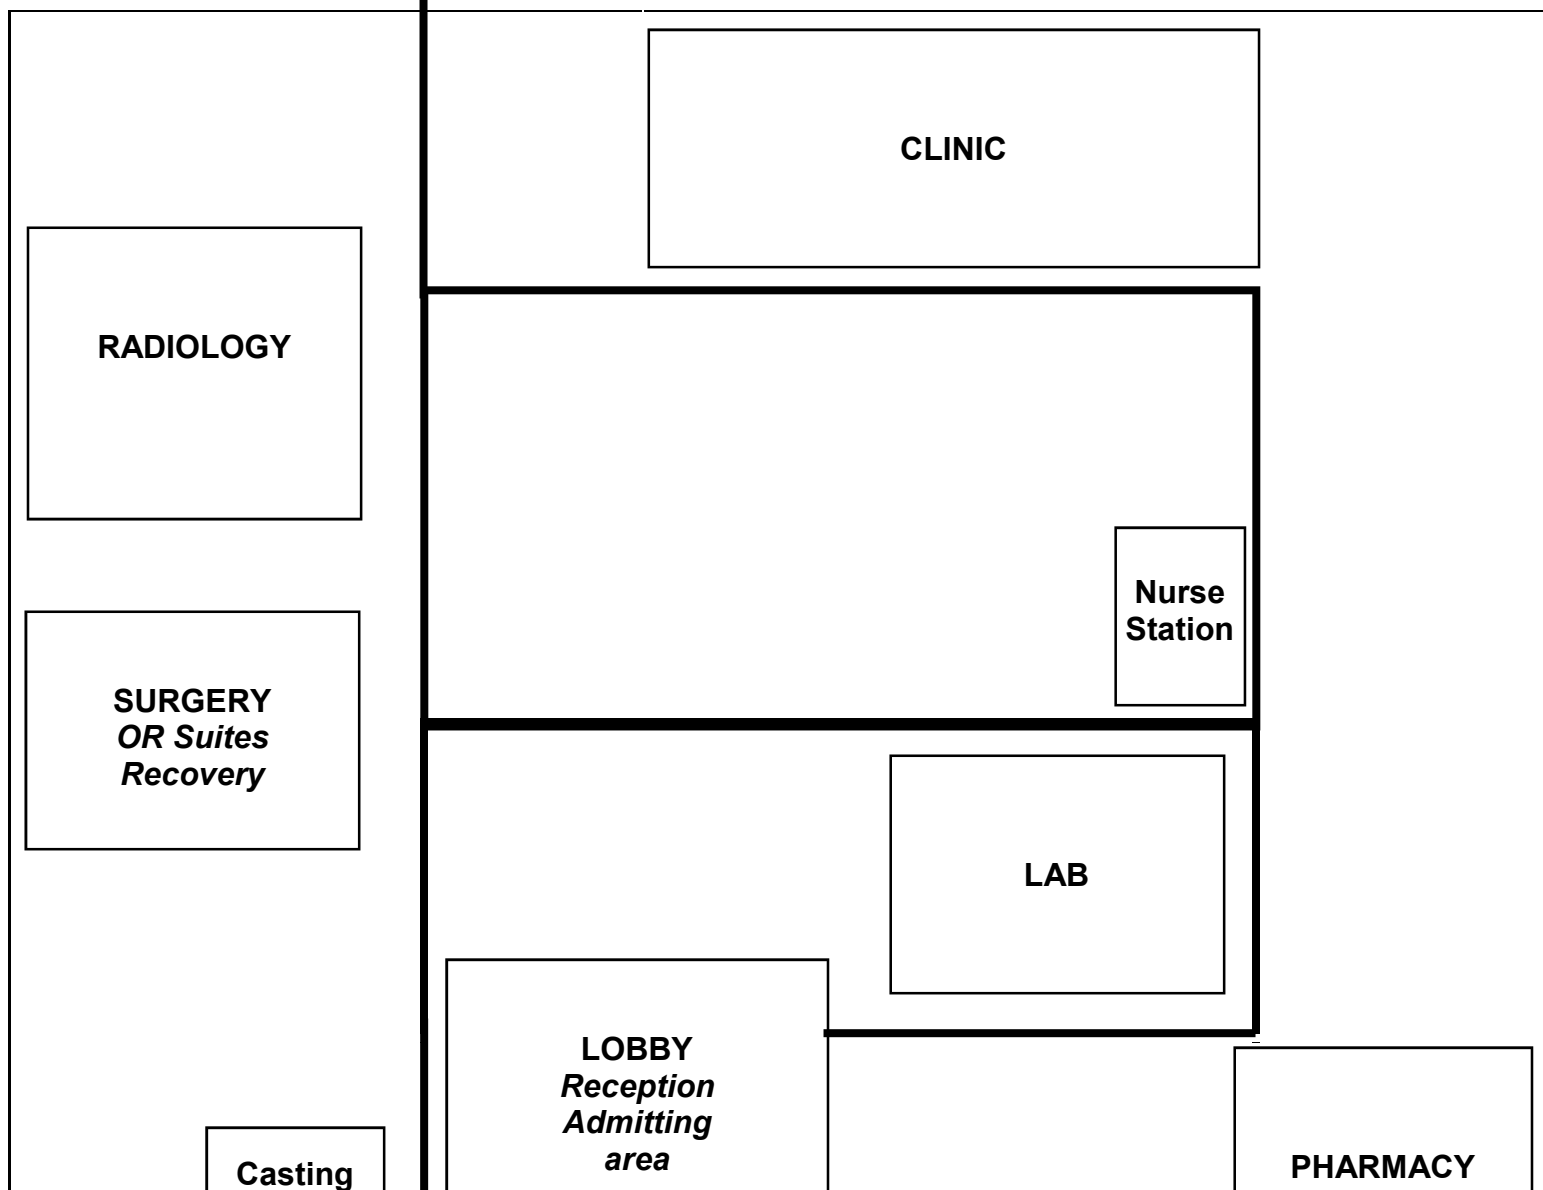 CLINIC
RADIOLOGY
Nurse
Station
SURGERY
OR Suites
Recovery
LAB
LOBBY
Reception
Admitting
area
Casting
PHARMACY